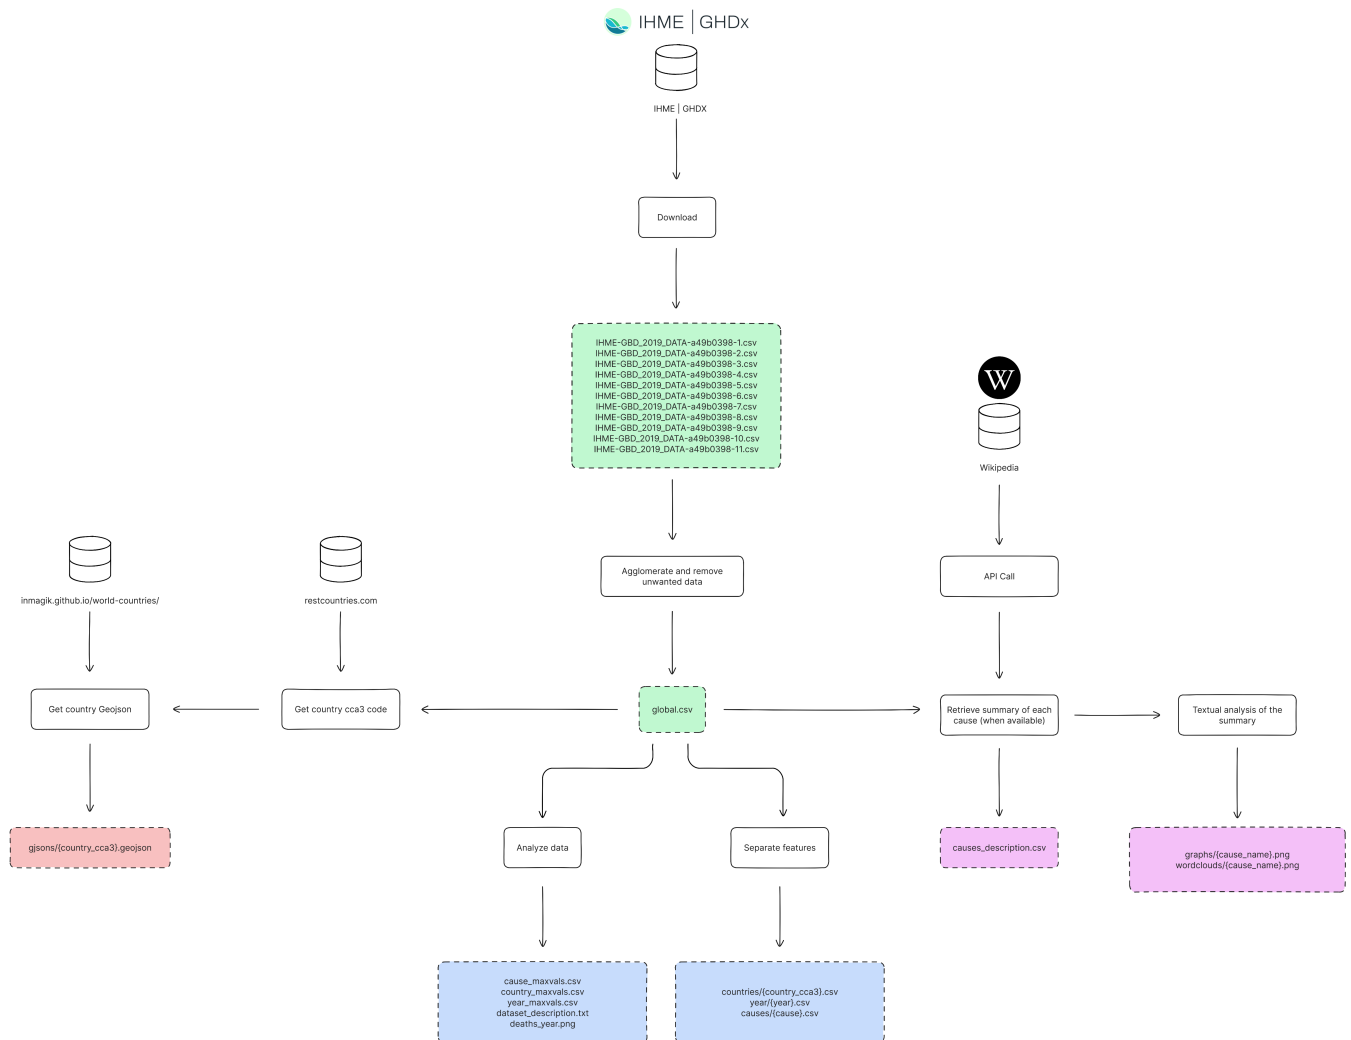 IHME | GHDx
IHME | GHDX
Download
IHME-GBD_2019_DATA-a49b0398-1.csv
IHME-GBD_2019_DATA-a49b0398-2.csv
IHME-GBD_2019_DATA-a49b0398-3.csv
IHME-GBD_2019_DATA-a49b0398-4.csv
IHME-GBD_2019_DATA-a49b0398-5.csv
IHME-GBD_2019_DATA-a49b0398-6.csv
IHME-GBD_2019_DATA-a49b0398-7.csv
IHME-GBD_2019_DATA-a49b0398-8.csv
IHME-GBD_2019_DATA-a49b0398-9.csv
IHME-GBD_2019_DATA-a49b0398-10.csv
IHME-GBD_2019_DATA-a49b0398-11.csv
W
Wikipedia
Agglomerate and remove
unwanted data
API Call
inmagik.github.io/world-countries/
restcountries.com
Get country Geojson
Get country cca3 code
global.csv
Retrieve summary of each
cause (when available)
Textual analysis of the
summary
gjsons/{country_cca3}.geojson
Analyze data
Separate features
causes_description.csv
graphs/{cause_name}.png
wordclouds/{cause_name}.png
cause_maxvals.csv
country_maxvals.csv
year_maxvals.csv
dataset_description.txt
deaths_year.png
countries/{country_cca3}.csv
year/{year}.csv
causes/{cause}.csv